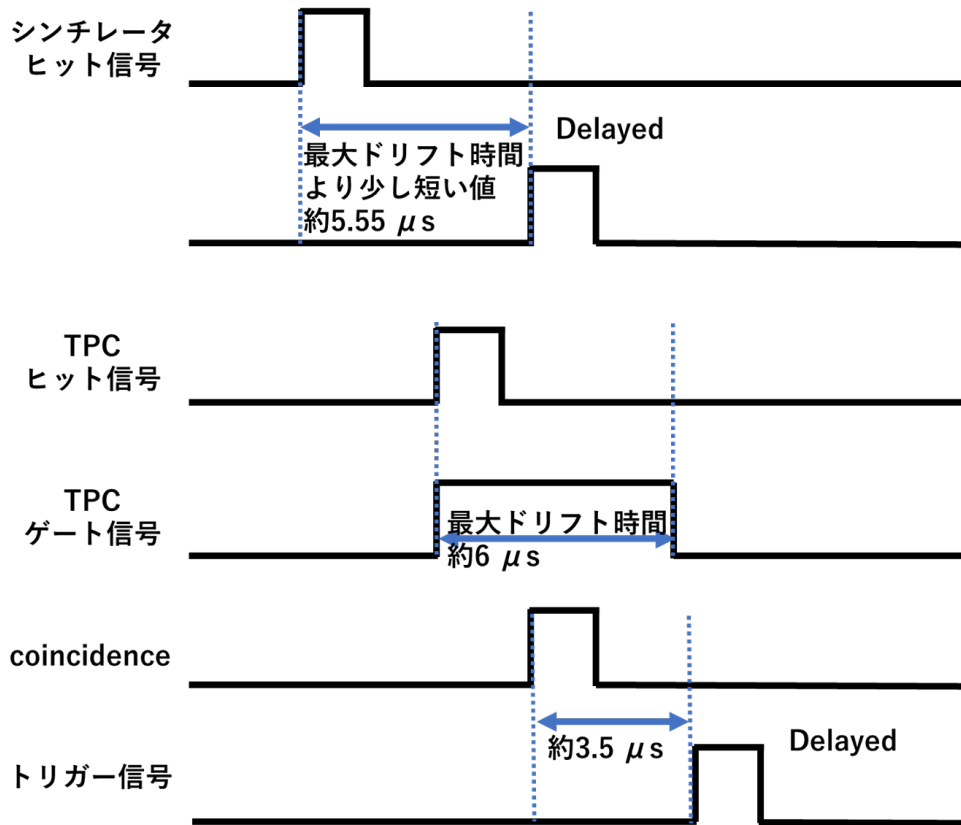 シンチレータ
ヒット信号
Delayed
最大ドリフト時間
より少し短い値
約5.55 μs
TPC
ヒット信号
TPC
ゲート信号
最大ドリフト時間
約6 μs
coincidence
約3.5 μs
Delayed
トリガー信号